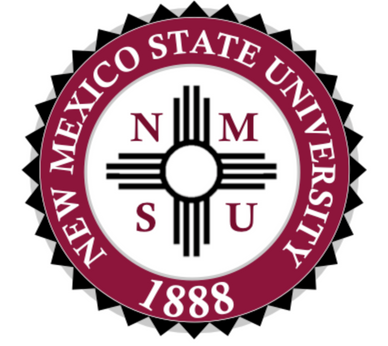 NEW MEXICO STATE UNIVERSITY
N M
S U
1888